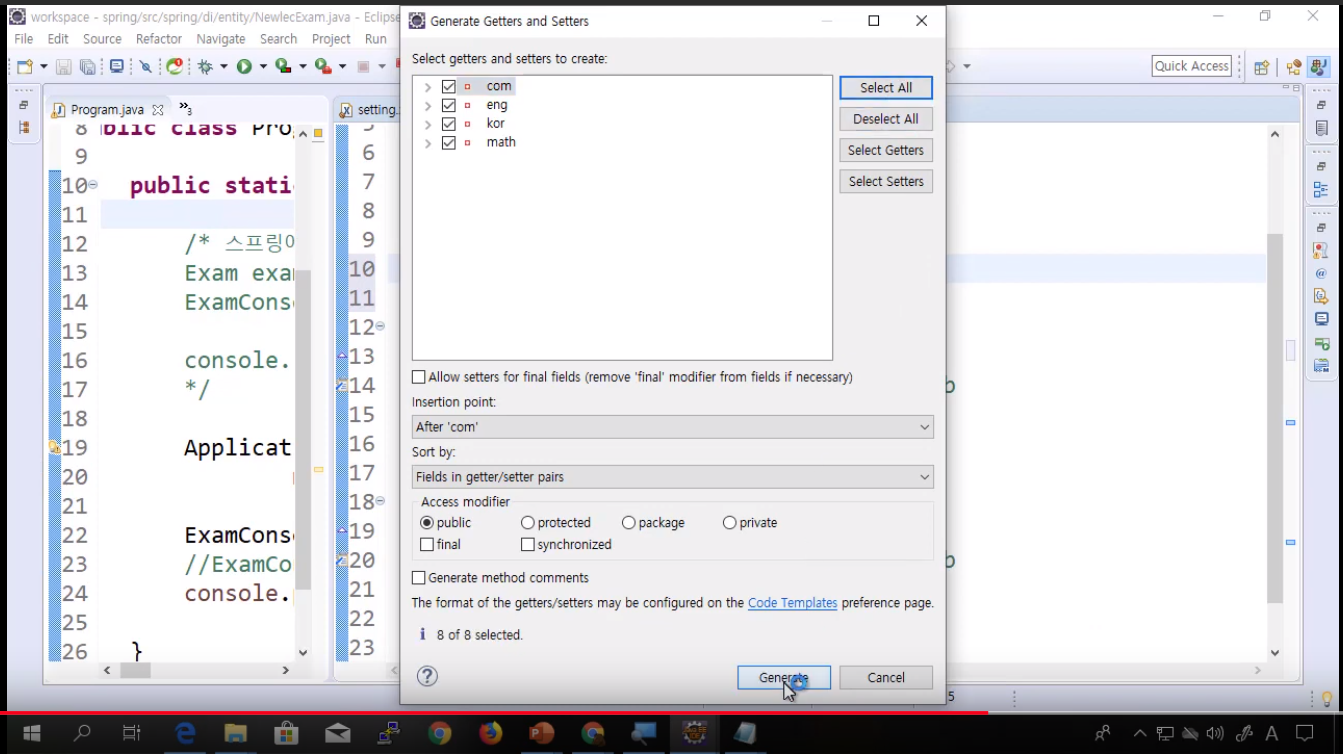 workspace - spring/src/spring/di/entity/NewlecExam.java - Eclipse
File Edit Source Refactor Navigate Search Project Run
Quick Access
Program.java
»3
setting.
8 blic class Pro
9
10 public stati
11
12 /* 스프링이
13 Exam exa
14 ExamCons
15
16 console.
17 */
18
19 Applicat
20
21
22 ExamCons
23 //ExamCo
24 console.
25
26 }
5
6
7
8
9
10
11
12
13
14
15
16
17
18
19
20
21
22
23
b
b
5
Generate Getters and Setters
Select getters and setters to create:
com
eng
kor
math
Select All
Deselect All
Select Getters
Select Setters
Allow setters for final fields (remove 'final' modifier from fields if necessary)
Insertion point:
After 'com'
Sort by:
Fields in getter/setter pairs
Access modifier
public protected package private
final synchronized
Generate method comments
The format of the getters/setters may be configured on the Code Templates preference page.
8 of 8 selected.
Generate Cancel
A